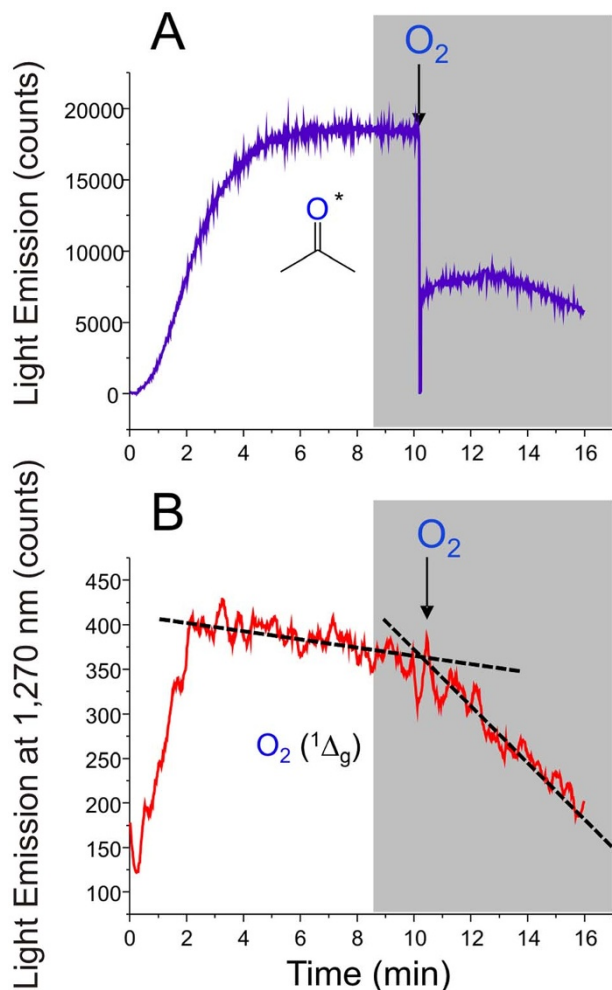 A
O2
Light Emission (counts)
20000
15000
10000
5000
0
O*
0 2 4 6 8 10 12 14 16
B
O2
Light Emission at 1,270 nm (counts)
450
400
350
300
250
200
150
100
O2 (1Δg)
0 2 4 6 8 10 12 14 16
Time (min)